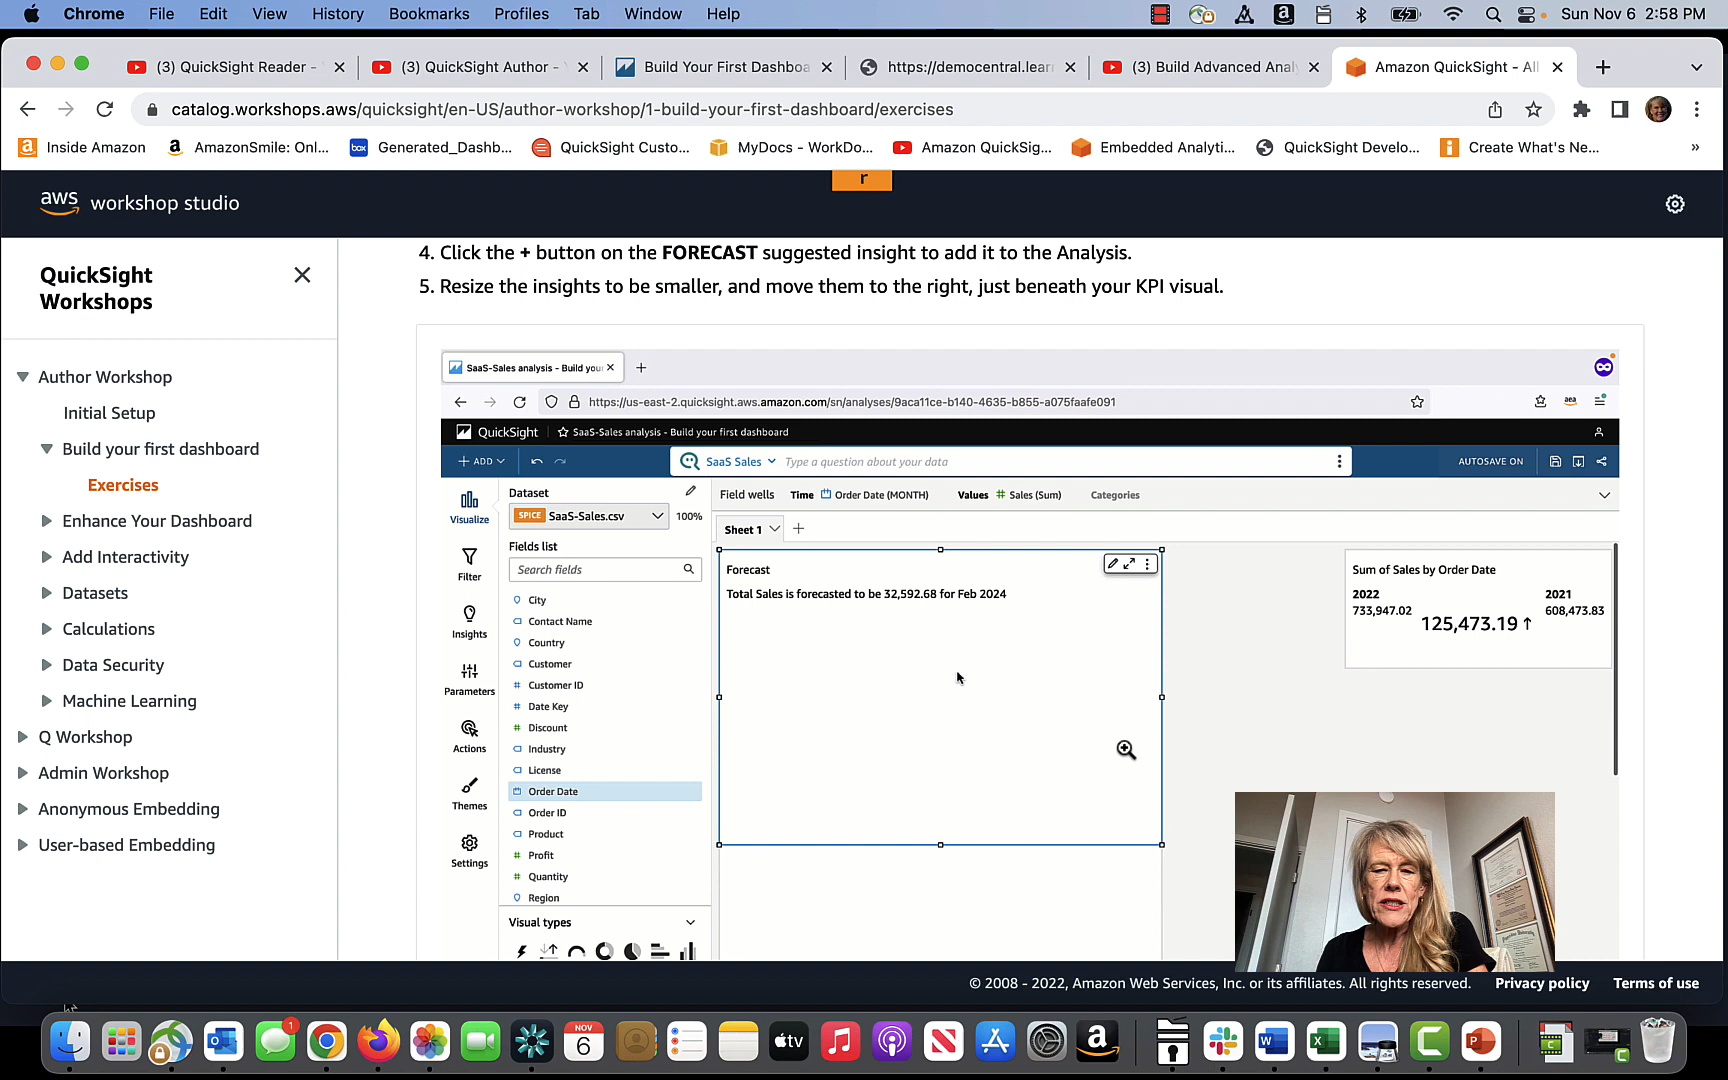 Chrome File Edit View History Bookmarks Profiles Tab Window Help Sun Nov 6 2:58 PM
(3) QuickSight Reader - (3) QuickSight Author - Build Your First Dashboa https://democentral.lear (3) Build Advanced Anal Amazon QuickSight - All
catalog.workshops.aws/quicksight/en-US/author-workshop/1-build-your-first-dashboard/exercises
Inside Amazon AmazonSmile: Onl... Generated_Dashb... QuickSight Custo... MyDocs - WorkDo... Amazon QuickSig... Embedded Analyti... QuickSight Develo... Create What's Ne... »
r
aws workshop studio
QuickSight
Workshops
Author Workshop
Initial Setup
Build your first dashboard
Exercises
Enhance Your Dashboard
Add Interactivity
Datasets
Calculations
Data Security
Machine Learning
Q Workshop
Admin Workshop
Anonymous Embedding
User-based Embedding
4. Click the + button on the FORECAST suggested insight to add it to the Analysis.
5. Resize the insights to be smaller, and move them to the right, just beneath your KPI visual.
SaaS-Sales analysis - Build your
https://us-east-2.quicksight.aws.amazon.com/sn/analyses/9aca11ce-b140-4635-b855-a075faafe091
QuickSight SaaS-Sales analysis - Build your first dashboard
+ ADD SaaS Sales Type a question about your data AUTOSAVE ON
Visualize
Filter
Insights
Parameters
Actions
Themes
Settings
Dataset
SPICE SaaS-Sales.csv 100%
Fields list
Search fields
City
Contact Name
Country
Customer
Customer ID
Date Key
Discount
Industry
License
Order Date
Order ID
Product
Profit
Quantity
Region
Visual types
Field wells Time Order Date (MONTH) Values Sales (Sum) Categories
Sheet 1
Forecast
Total Sales is forecasted to be 32,592.68 for Feb 2024
Sum of Sales by Order Date
2022 2021
733,947.02 608,473.83
125,473.19↑
© 2008 - 2022, Amazon Web Services, Inc. or its affiliates. All rights reserved. Privacy policy Terms of use
1
NOV
6
tv